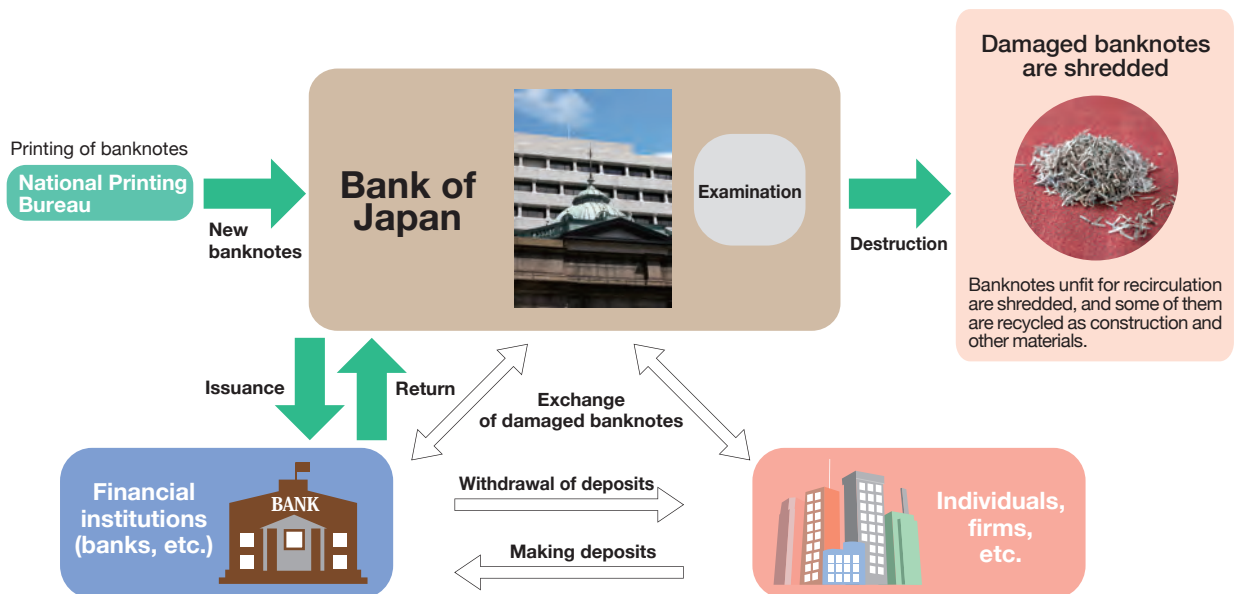 Damaged banknotes
are shredded
Printing of banknotes
National Printing
Bureau
New
banknotes
Bank of
Japan
Examination
Destruction
Banknotes unfit for recirculation
are shredded, and some of them
are recycled as construction and
other materials.
Issuance
Return
Exchange
of damaged banknotes
Financial
institutions
(banks, etc.)
BANK
Withdrawal of deposits
Making deposits
Individuals,
firms,
etc.